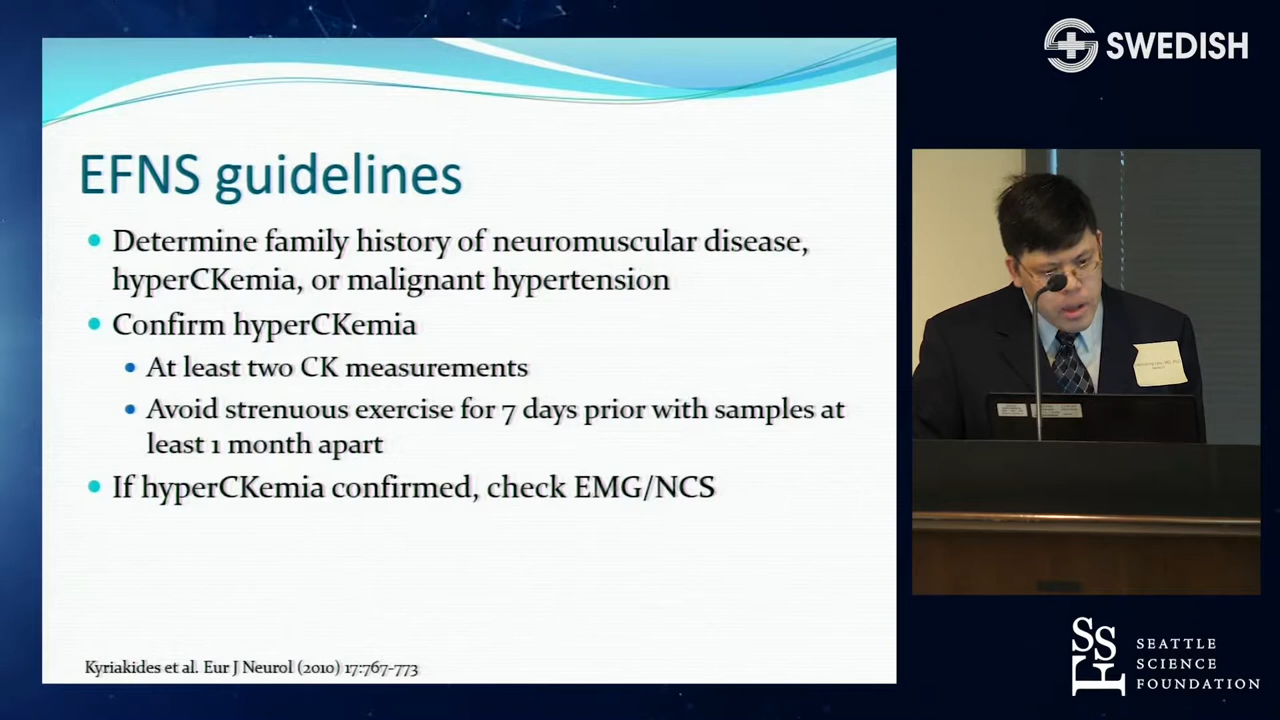 SWEDISH
EFNS guidelines
• Determine family history of neuromuscular disease,
hyperCKemia, or malignant hypertension
• Confirm hyperCKemia
• At least two CK measurements
• Avoid strenuous exercise for 7 days prior with samples at
least 1 month apart
• If hyperCKemia confirmed, check EMG/NCS
Kyriakides et al. Eur J Neurol (2010) 17:767-773
SSF
SEATTLE
SCIENCE
FOUNDATION